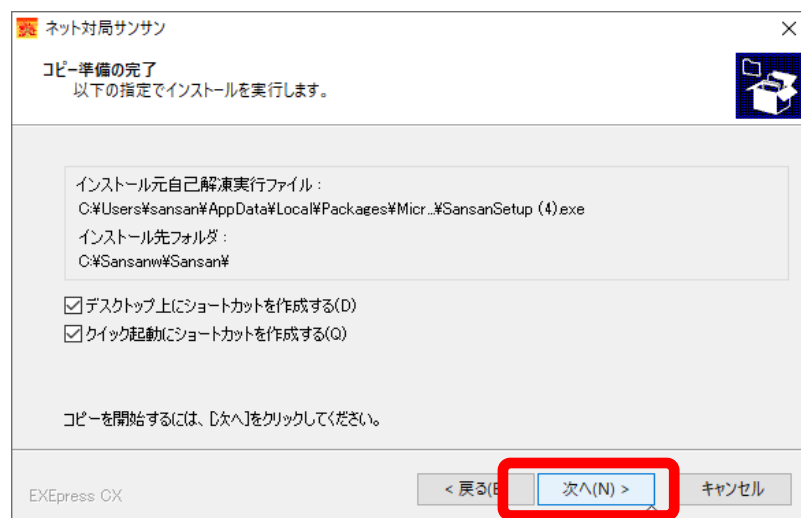 ネット対局サンサン
コピー準備の完了
以下の指定でインストールを実行します。
インストール元自己解凍実行ファイル：
C:¥Users¥sansan¥AppData¥Local¥Packages¥Micr...¥SansanSetup (4).exe
インストール先フォルダ：
C:¥Sansanw¥Sansan¥
デスクトップ上にショートカットを作成する(D)
クイック起動にショートカットを作成する(Q)
コピーを開始するには、[次へ]をクリックしてください。
EXEpress CX
< 戻る(
次へ(N) >
キャンセル